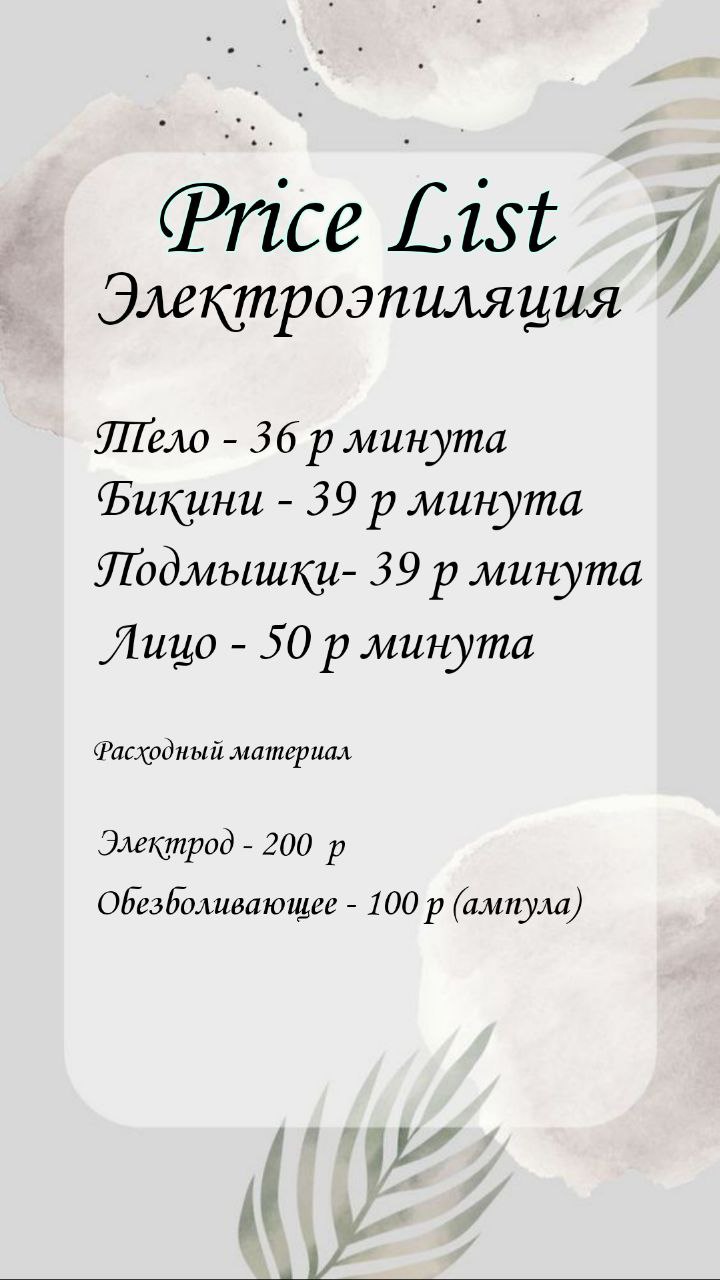 Price List
Электроэпиляция
Тело - 36 р минута
Бикини - 39 р минута
Подмышки- 39 р минута
Лицо - 50 р минута
Расходный материал
Электрод - 200 р
Обезболивающее - 100 р (ампула)